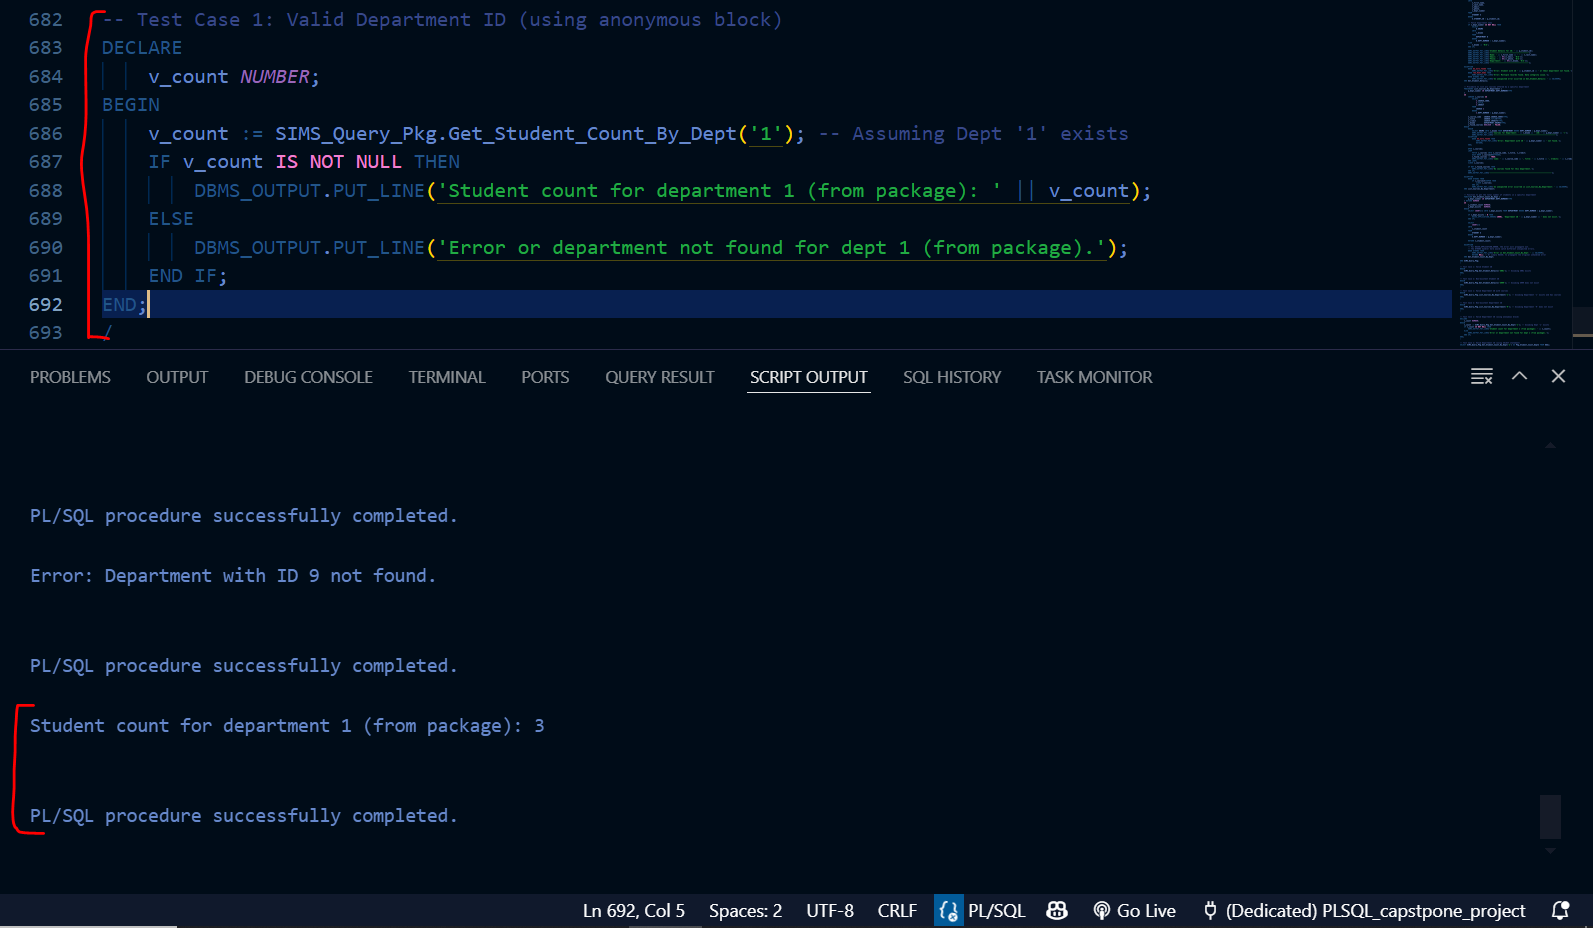 682 -- Test Case 1: Valid Department ID (using anonymous block)
683 DECLARE
684 v_count NUMBER;
685 BEGIN
686 v_count := SIMS_Query_Pkg.Get_Student_Count_By_Dept('1'); -- Assuming Dept '1' exists
687 IF v_count IS NOT NULL THEN
688 DBMS_OUTPUT.PUT_LINE('Student count for department 1 (from package): ' || v_count);
689 ELSE
690 DBMS_OUTPUT.PUT_LINE('Error or department not found for dept 1 (from package).');
691 END IF;
692 END;
693 /
PROBLEMS OUTPUT DEBUG CONSOLE TERMINAL PORTS QUERY RESULT SCRIPT OUTPUT SQL HISTORY TASK MONITOR
PL/SQL procedure successfully completed.
Error: Department with ID 9 not found.
PL/SQL procedure successfully completed.
Student count for department 1 (from package): 3
PL/SQL procedure successfully completed.
Ln 692, Col 5 Spaces: 2 UTF-8 CRLF PL/SQL Go Live (Dedicated) PLSQL_capstpone_project